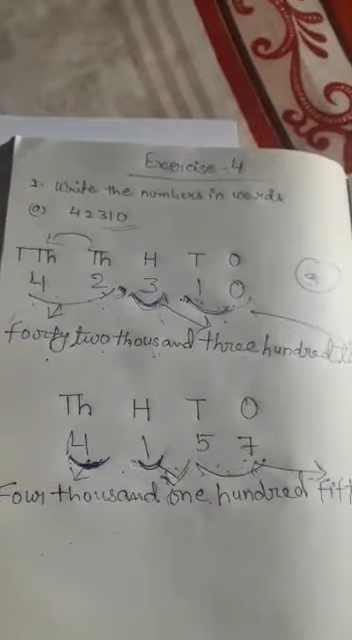 Exercise-4
1. Write the numbers in words
(a) 42310
TTh Th H T O
4 2, 3 1 0
foorty two thousand three hundred
Th H T O
4 1 5 7
Four thousand one hundred